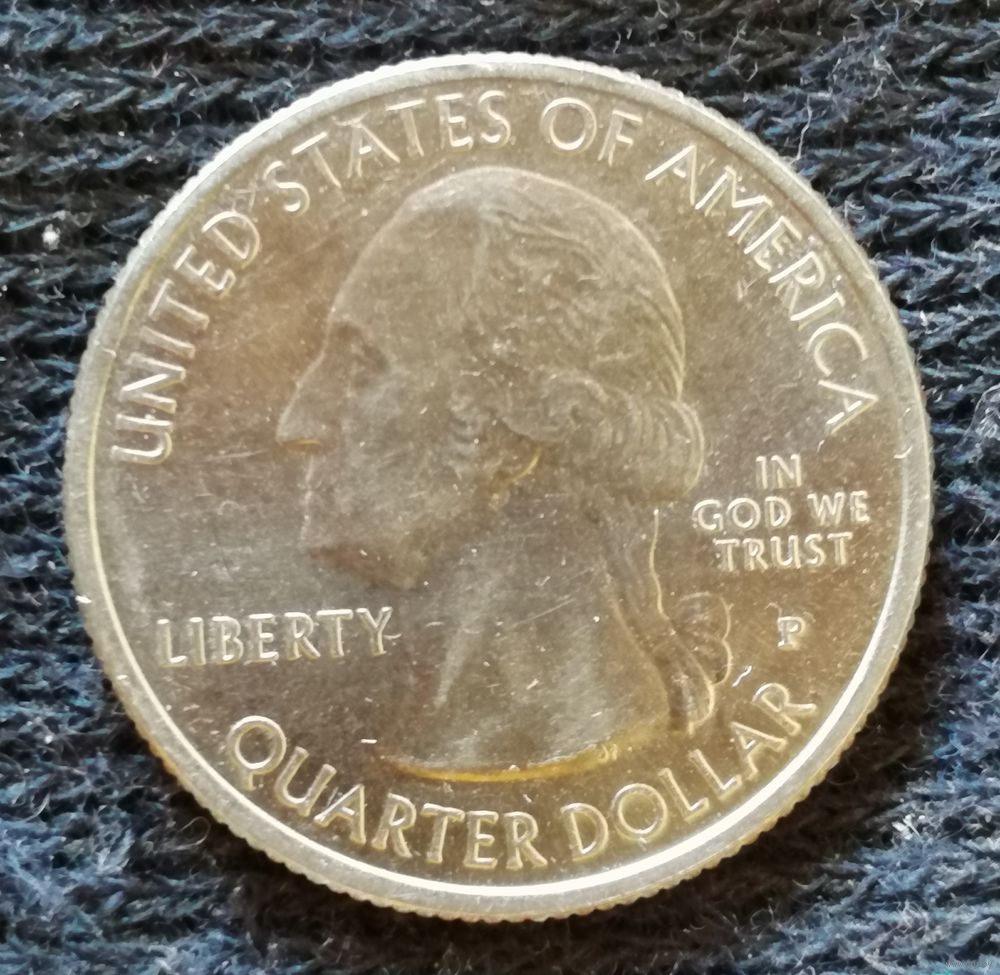 UNITED STATES OF AMERICA
IN
GOD WE
TRUST
LIBERTY
P
QUARTER DOLLAR